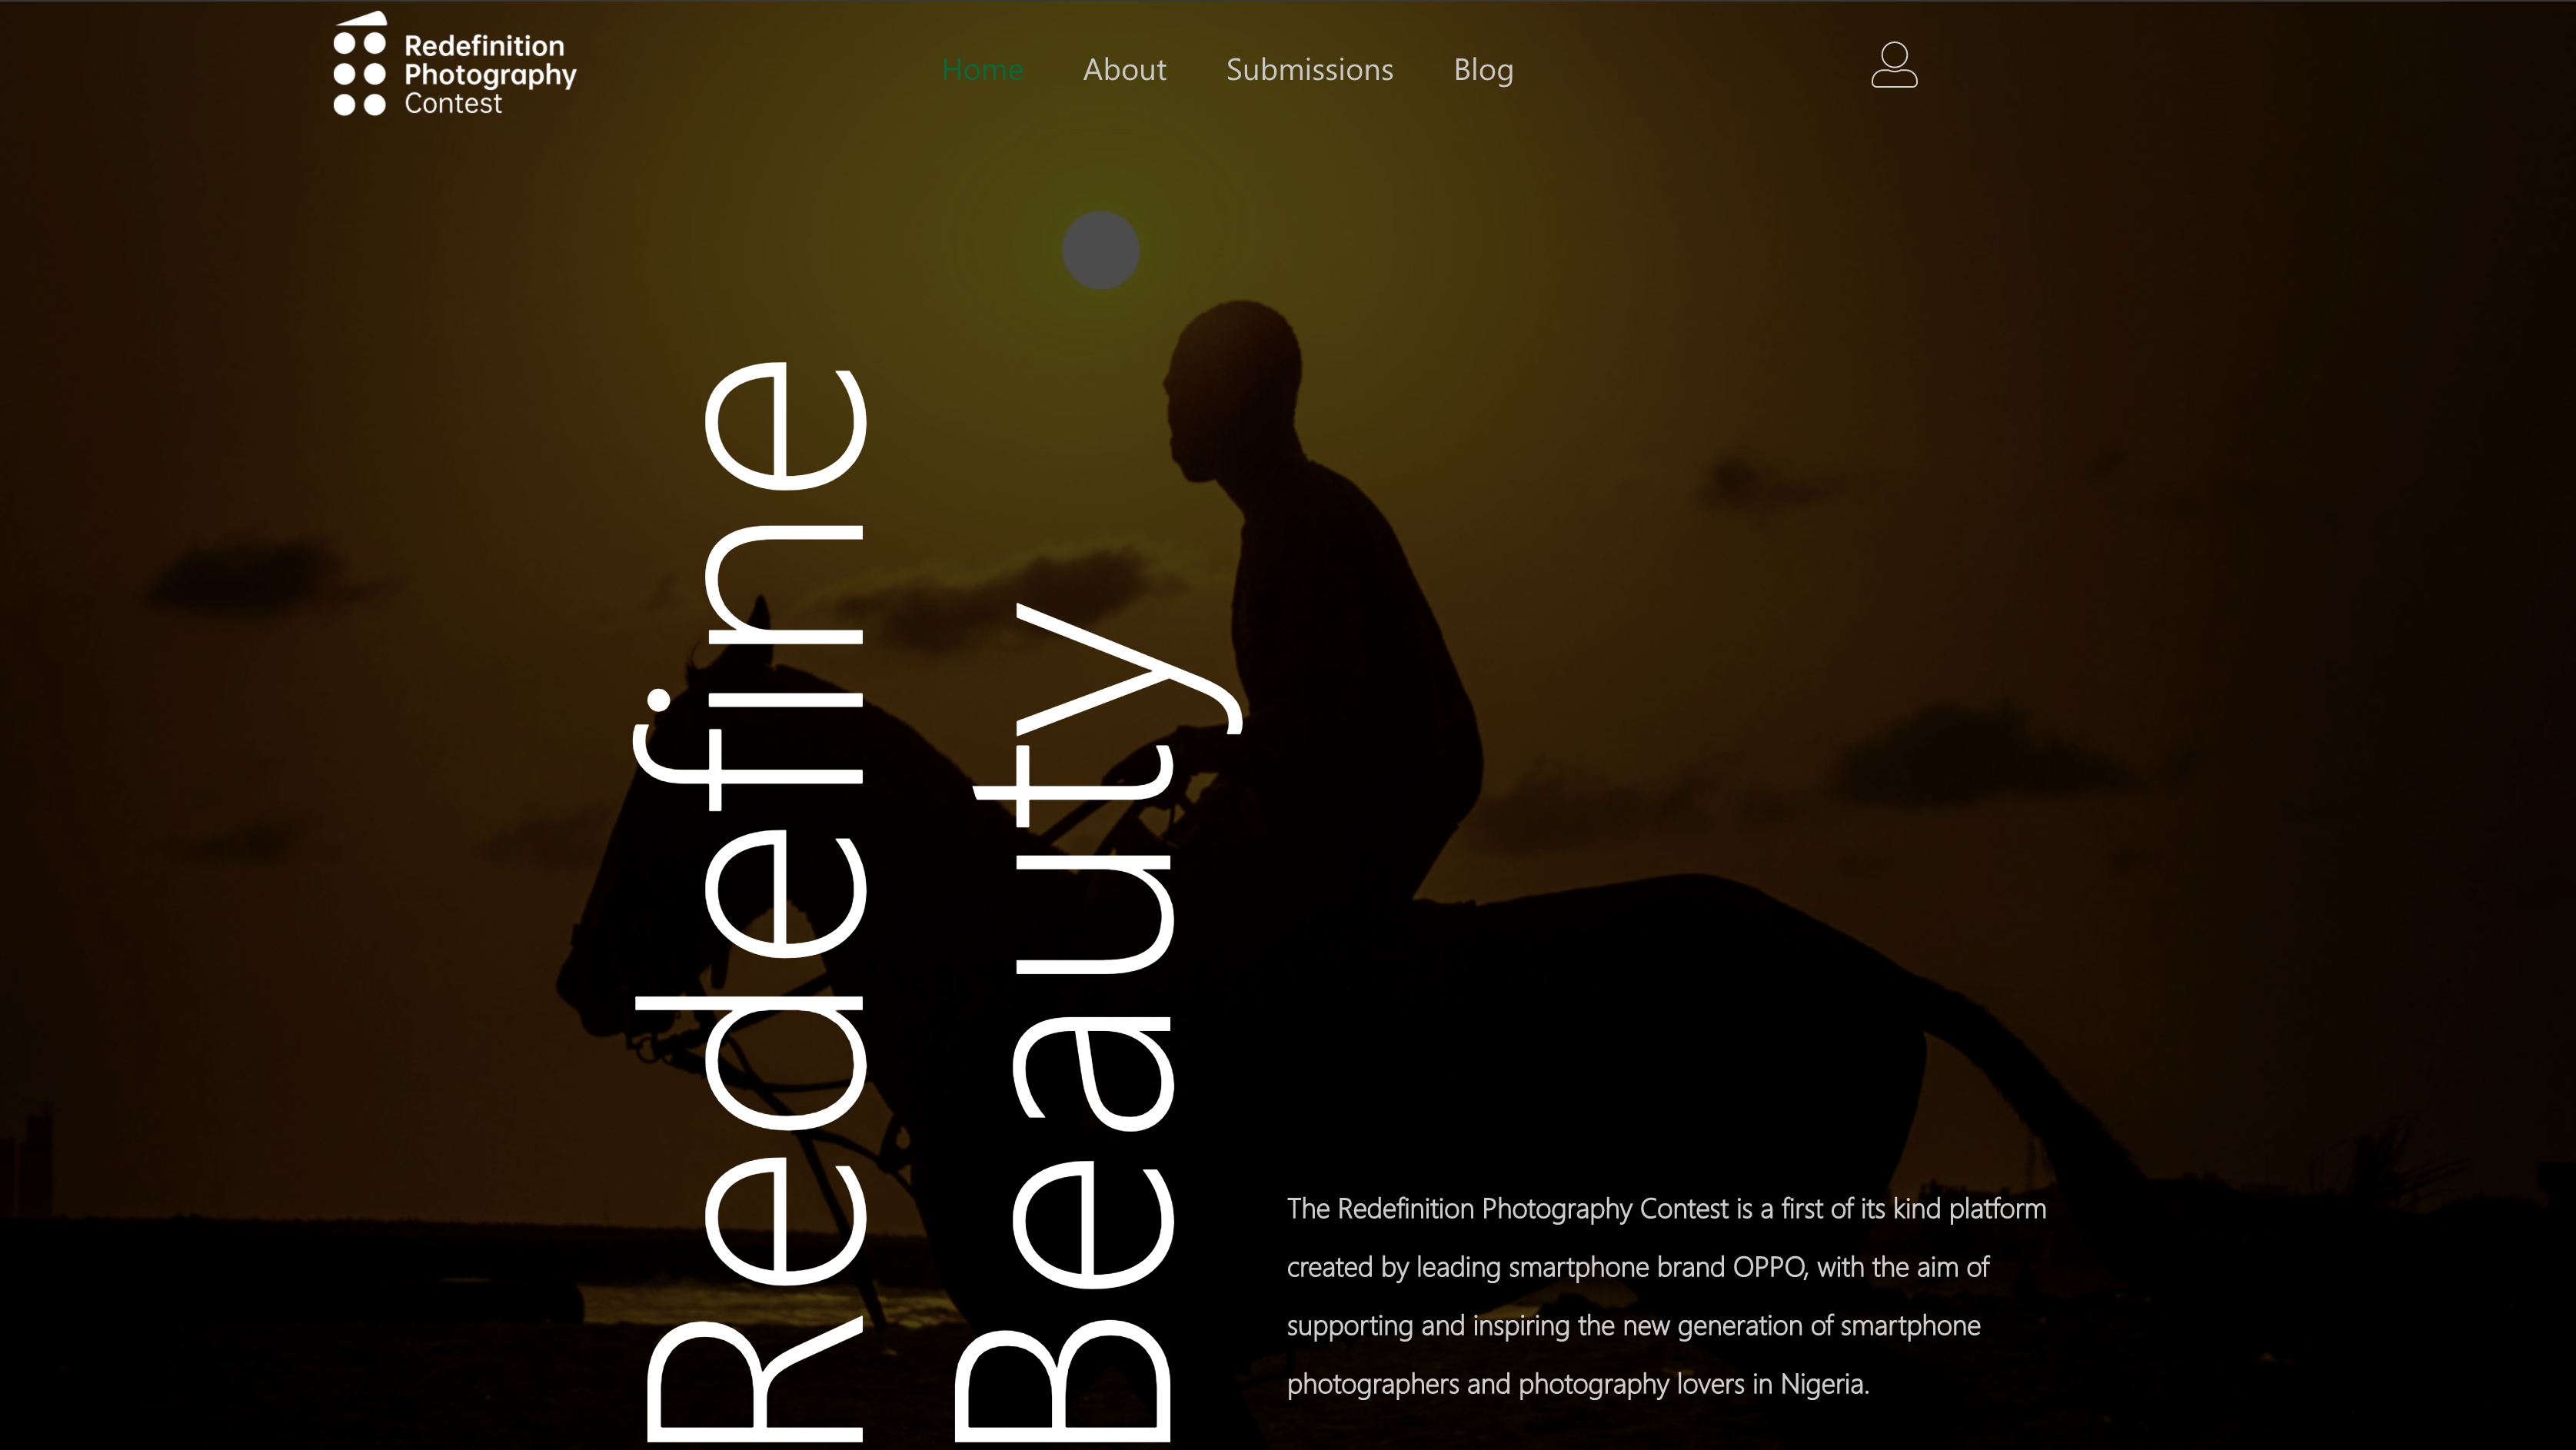 Redefinition
Photography
Contest
Home About Submissions Blog
Redefine
Beauty
The Redefinition Photography Contest is a first of its kind platform
created by leading smartphone brand OPPO, with the aim of
supporting and inspiring the new generation of smartphone
photographers and photography lovers in Nigeria.